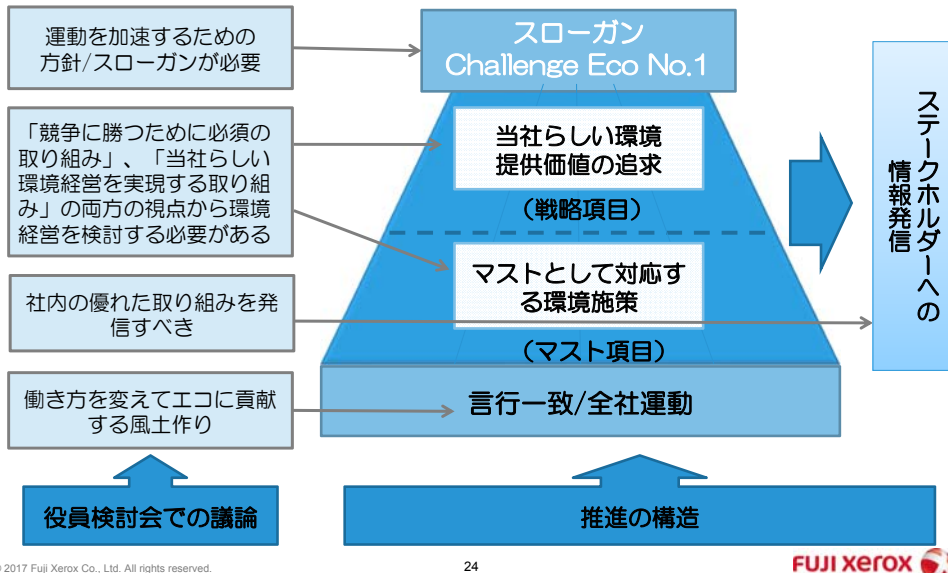 運動を加速するための
方針/スローガンが必要
「競争に勝つために必須の
取り組み」、「当社らしい
環境経営を実現する取り組
み」の両方の視点から環境
経営を検討する必要がある
社内の優れた取り組みを発
信すべき
働き方を変えてエコに貢献
する風土作り
役員検討会での議論
スローガン
Challenge Eco No.1
当社らしい環境
提供価値の追求
(戦略項目)
マストとして対応す
る環境施策
(マスト項目)
言行一致/全社運動
推進の構造
ステークホルダーへの
情報発信
2017 Fuji Xerox Co., Ltd. All rights reserved.
24
FUJI XEROX